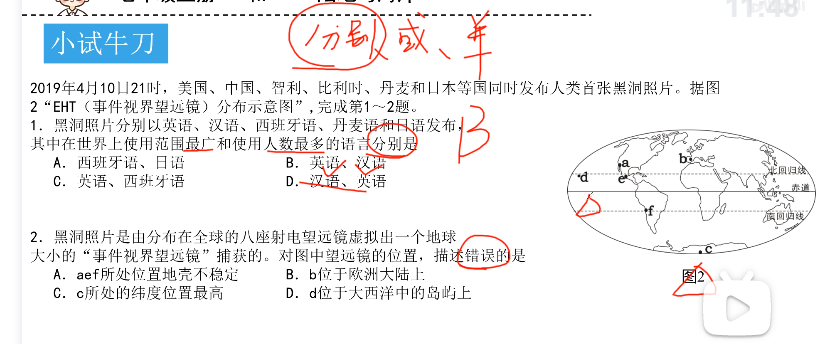 11:48
小试牛刀
分别 或、并
2019年4月10日21时，美国、中国、智利、比利时、丹麦和日本等国同时发布人类首张黑洞照片。据图
2“EHT（事件视界望远镜）分布示意图”，完成第1～2题。
1. 黑洞照片分别以英语、汉语、西班牙语、丹麦语和日语发布，
其中在世界上使用范围最广和使用人数最多的语言分别是
B
A. 西班牙语、日语 B. 英语、汉语
C. 英语、西班牙语 D. 汉语、英语
2. 黑洞照片是由分布在全球的八座射电望远镜虚拟出一个地球
大小的“事件视界望远镜”捕获的。对图中望远镜的位置，描述错误的是
A. aef所处位置地壳不稳定 B. b位于欧洲大陆上
C. c所处的纬度位置最高 D. d位于大西洋中的岛屿上
a
b
d
e
北回归线
赤道
f
南回归线
c
图2